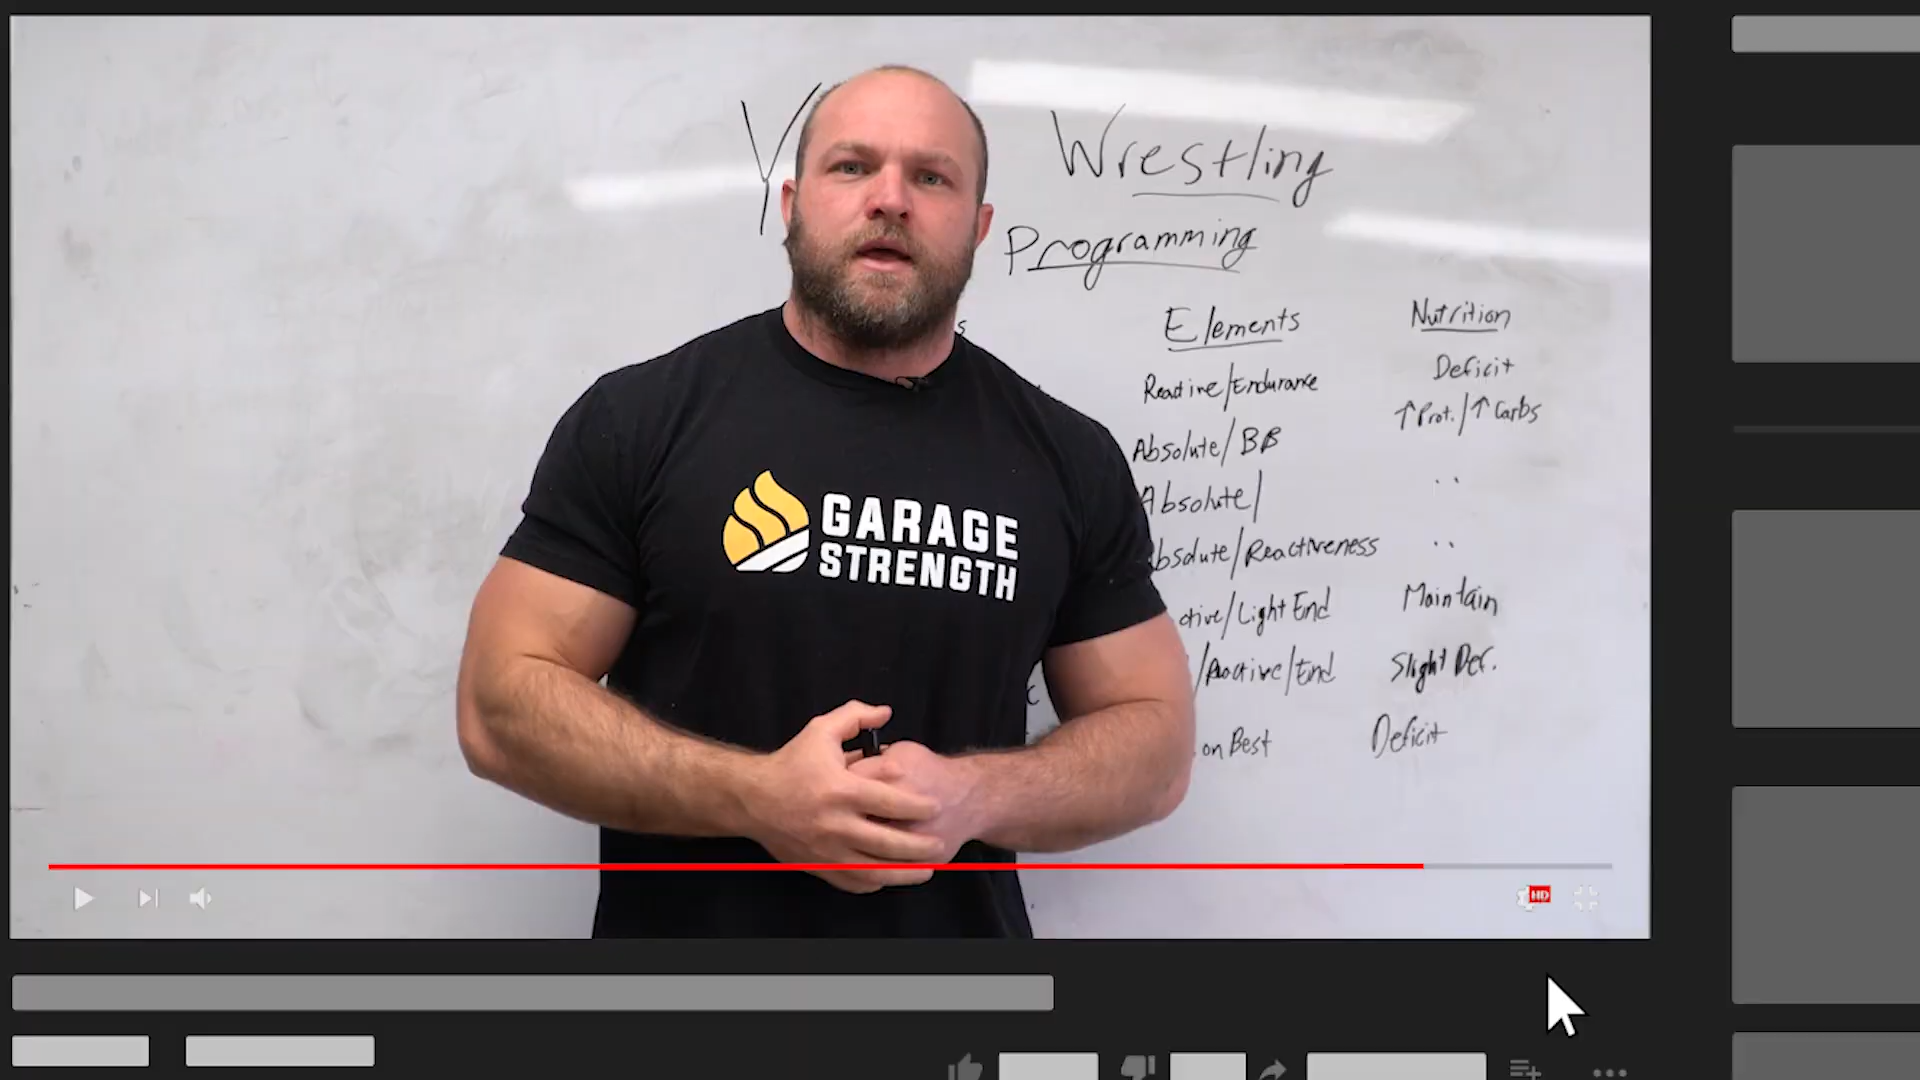 Y
Wrestling
Programming
s
Elements
Nutrition
Reactive/Endurance
Deficit
↑Prot./↑Carbs
Absolute/BB
Absolute/
..
bsolute/Reactiveness
..
ctive/Light End
Maintain
/Reactive/End
Slight Def.
on Best
Deficit
GARAGE
STRENGTH
HD